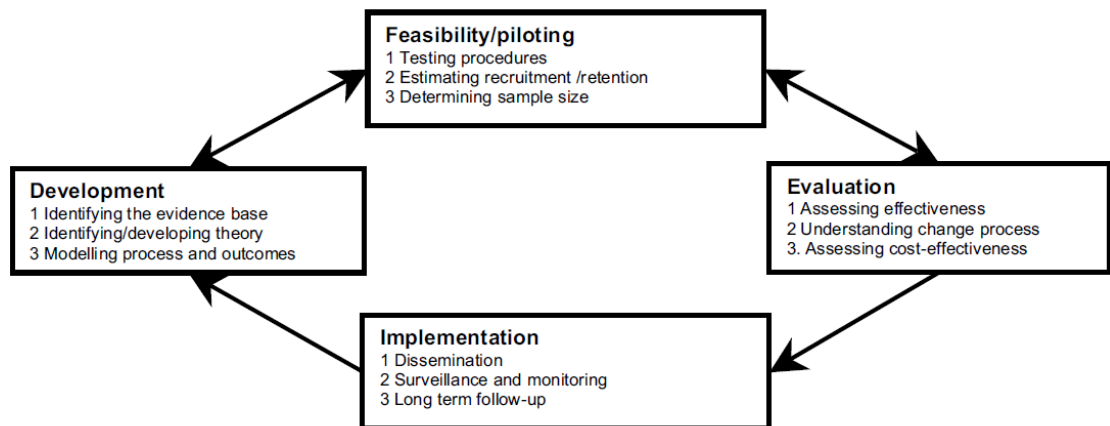 Feasibility/piloting
1 Testing procedures
2 Estimating recruitment /retention
3 Determining sample size
Development
1 Identifying the evidence base
2 Identifying/developing theory
3 Modelling process and outcomes
Evaluation
1 Assessing effectiveness
2 Understanding change process
3. Assessing cost-effectiveness
Implementation
1 Dissemination
2 Surveillance and monitoring
3 Long term follow-up